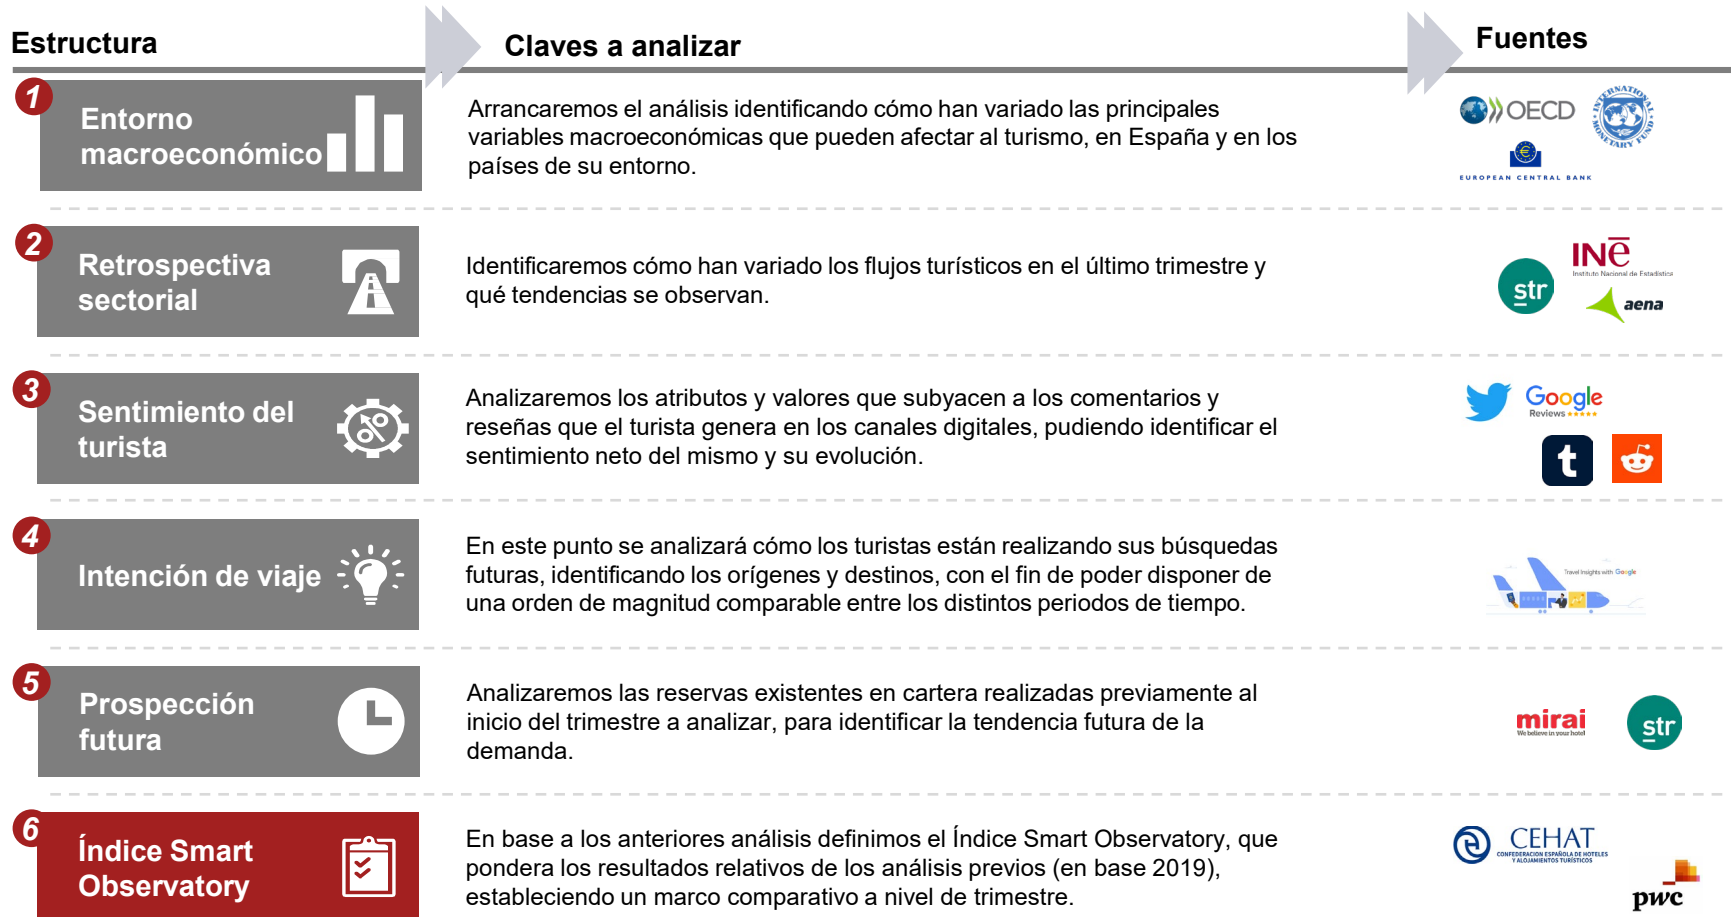 Estructura
Claves a analizar
Fuentes
1
Entorno
macroeconómico
Arrancaremos el análisis identificando cómo han variado las principales
variables macroeconómicas que pueden afectar al turismo, en España y en los
países de su entorno.
OECD
INTERNATIONAL
MONETARY FUND
EUROPEAN CENTRAL BANK
2
Retrospectiva
sectorial
Identificaremos cómo han variado los flujos turísticos en el último trimestre y
qué tendencias se observan.
str
INē
Instituto Nacional de Estadística
aena
3
Sentimiento del
turista
Analizaremos los atributos y valores que subyacen a los comentarios y
reseñas que el turista genera en los canales digitales, pudiendo identificar el
sentimiento neto del mismo y su evolución.
Google
Reviews
t
4
Intención de viaje
En este punto se analizará cómo los turistas están realizando sus búsquedas
futuras, identificando los orígenes y destinos, con el fin de poder disponer de
una orden de magnitud comparable entre los distintos periodos de tiempo.
Travel Insights with Google
5
Prospección
futura
Analizaremos las reservas existentes en cartera realizadas previamente al
inicio del trimestre a analizar, para identificar la tendencia futura de la
demanda.
mirai
We believe in your hotel
str
6
Índice Smart
Observatory
En base a los anteriores análisis definimos el Índice Smart Observatory, que
pondera los resultados relativos de los análisis previos (en base 2019),
estableciendo un marco comparativo a nivel de trimestre.
CEHAT
CONFEDERACIÓN ESPAÑOLA DE HOTELES
Y ALOJAMIENTOS TURÍSTICOS
pwc